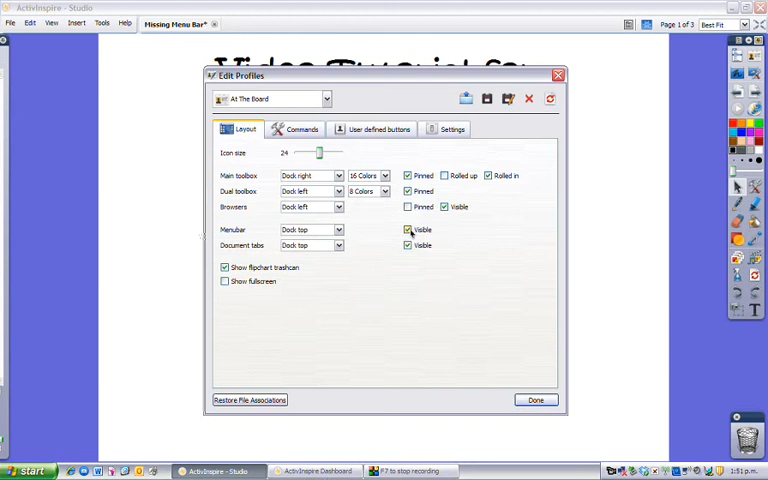 ActivInspire - Studio
File Edit View Insert Tools Help Missing Menu Bar* Page 1 of 3 Best Fit
Video Tutorial for
Edit Profiles
At The Board
Layout Commands User defined buttons Settings
Icon size 24
Main toolbox Dock right 16 Colors Pinned Rolled up Rolled in
Dual toolbox Dock left 8 Colors Pinned
Browsers Dock left Pinned Visible
Menubar Dock top Visible
Document tabs Dock top Visible
Show flipchart trashcan
Show fullscreen
Restore File Associations Done
start ActivInspire - Studio ActivInspire Dashboard F7 to stop recording 1:51 p.m.